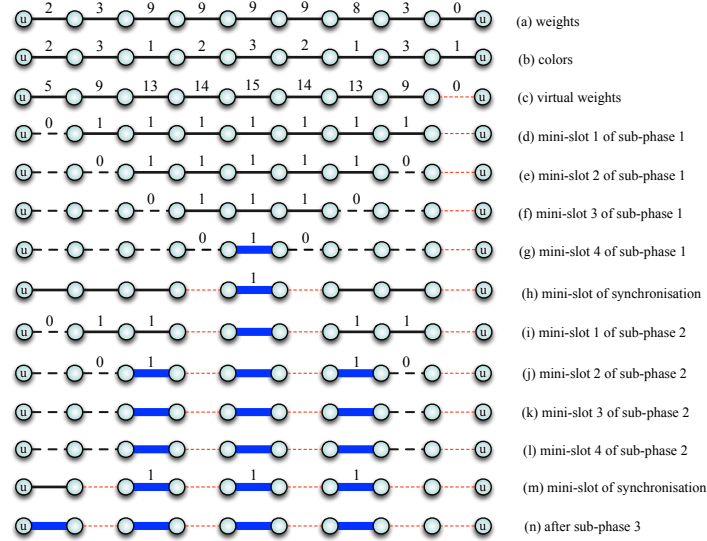 2 3 9 9 9 9 8 3 0
u u (a) weights
2 3 1 2 3 2 1 3 1
u u (b) colors
5 9 13 14 15 14 13 9 0
u u (c) virtual weights
0 1 1 1 1 1 1 1
u u (d) mini-slot 1 of sub-phase 1
0 1 1 1 1 1 0
u u (e) mini-slot 2 of sub-phase 1
0 1 1 1 0
u u (f) mini-slot 3 of sub-phase 1
0 1 0
u u (g) mini-slot 4 of sub-phase 1
1
u u (h) mini-slot of synchronisation
0 1 1 1 1
u u (i) mini-slot 1 of sub-phase 2
0 1 1 0
u u (j) mini-slot 2 of sub-phase 2
u u (k) mini-slot 3 of sub-phase 2
u u (l) mini-slot 4 of sub-phase 2
1 1 1
u u (m) mini-slot of synchronisation
u u (n) after sub-phase 3